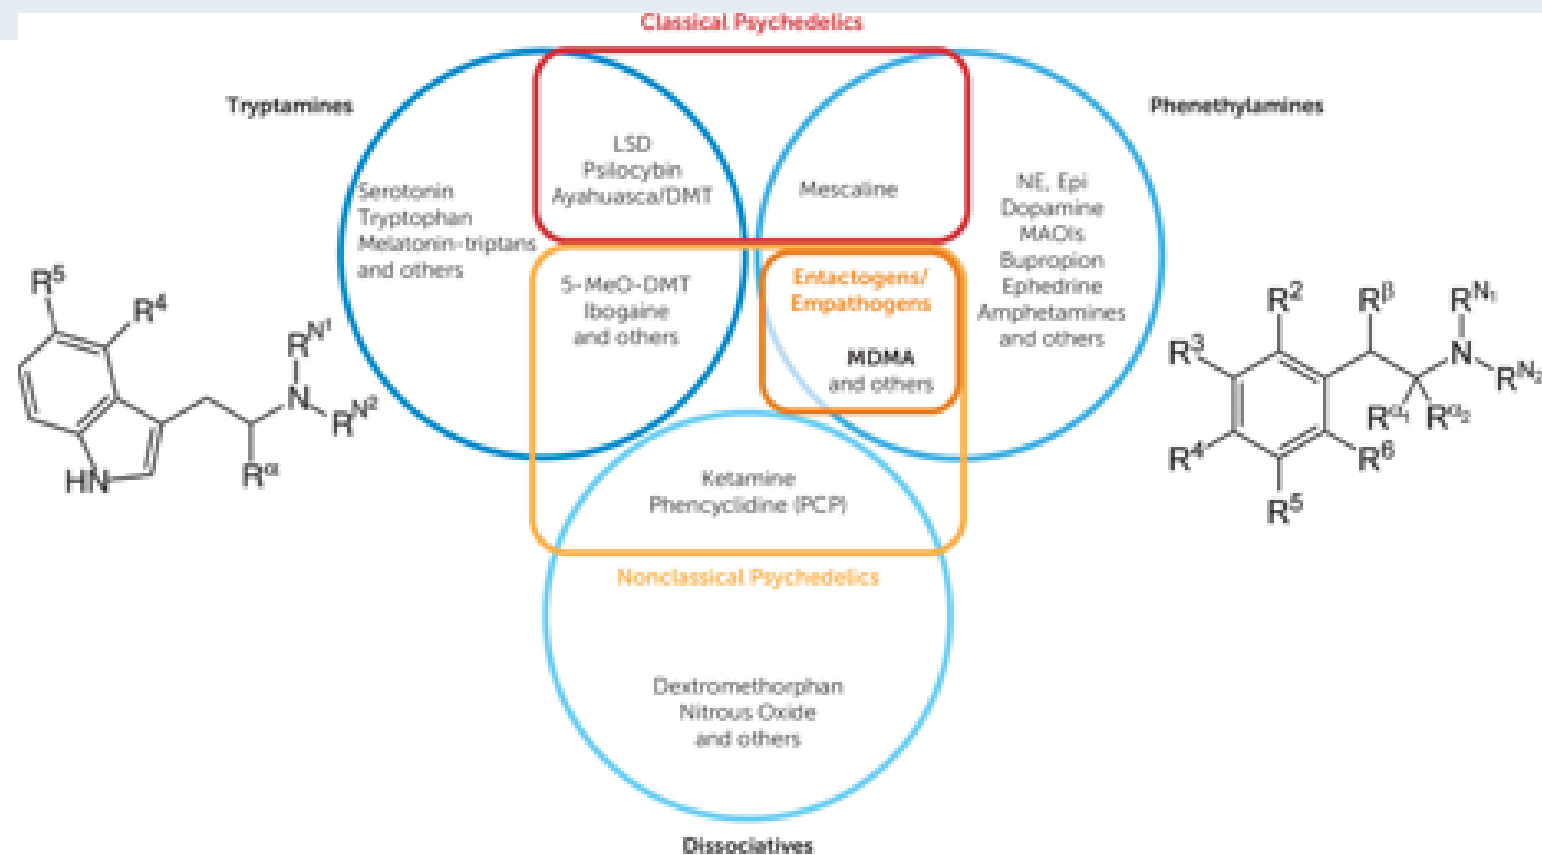 Classical Psychedelics
Tryptamines
Phenethylamines
LSD
Psilocybin
Ayahuasca/DMT
Serotonin
Tryptophan
Melatonin-triptans
and others
Mescaline
NE, Epi
Dopamine
MAOIs
Bupropion
Ephedrine
Amphetamines
and others
5-MeO-DMT
Ibogaine
and others
Entactogens/
Empathogens
MDMA
and others
R⁵
R⁴
Rᴺ¹
N
Rᴺ²
Rα
HN
R²
Rβ
Rᴺ₁
R³
N
Rᴺ₂
Rα₁
Rα₂
R⁴
R⁶
R⁵
Ketamine
Phencyclidine (PCP)
Nonclassical Psychedelics
Dextromethorphan
Nitrous Oxide
and others
Dissociatives